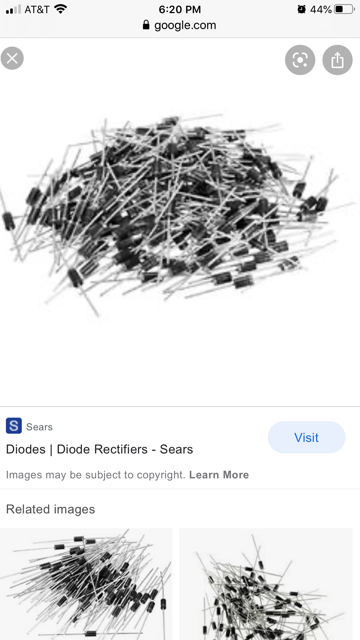 AT&T 6:20 PM 44%
google.com
S Sears
Diodes | Diode Rectifiers - Sears
Visit
Images may be subject to copyright. Learn More
Related images